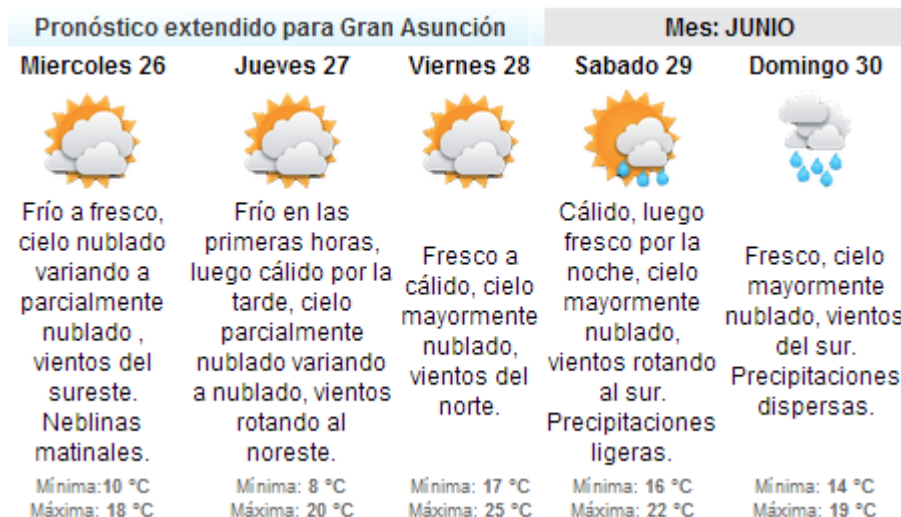 Pronóstico extendido para Gran Asunción
Mes: JUNIO
Miercoles 26
Frío a fresco,
cielo nublado
variando a
parcialmente
nublado ,
vientos del
sureste.
Neblinas
matinales.
Mínima:10 °C
Máxima: 18 °C
Jueves 27
Frío en las
primeras horas,
luego cálido por la
tarde, cielo
parcialmente
nublado variando
a nublado, vientos
rotando al
noreste.
Mínima: 8 °C
Máxima: 20 °C
Viernes 28
Fresco a
cálido, cielo
mayormente
nublado,
vientos del
norte.
Mínima: 17 °C
Máxima: 25 °C
Sabado 29
Cálido, luego
fresco por la
noche, cielo
mayormente
nublado,
vientos rotando
al sur.
Precipitaciones
ligeras.
Mínima: 16 °C
Máxima: 22 °C
Domingo 30
Fresco, cielo
mayormente
nublado, vientos
del sur.
Precipitaciones
dispersas.
Mínima: 14 °C
Máxima: 19 °C